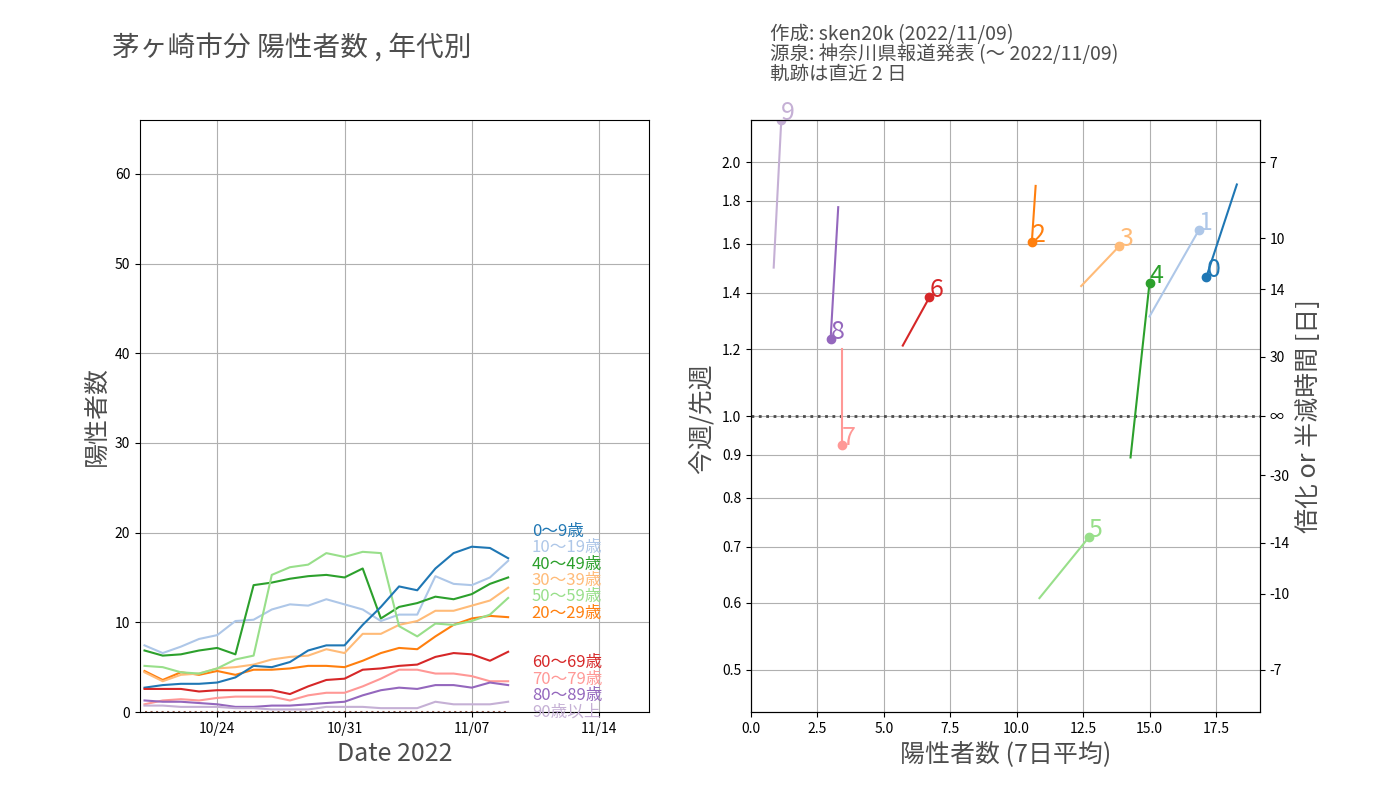 茅ヶ崎市分 陽性者数 , 年代別
作成: sken20k (2022/11/09)
源泉: 神奈川県報道発表 (〜 2022/11/09)
軌跡は直近 2 日
陽性者数
60
50
40
30
20
10
0
10/24
10/31
11/07
11/14
Date 2022
0〜9歳
10〜19歳
40〜49歳
30〜39歳
50〜59歳
20〜29歳
60〜69歳
70〜79歳
80〜89歳
90歳以上
今週/先週
2.0
1.8
1.6
1.4
1.2
1.0
0.9
0.8
0.7
0.6
0.5
9
8
7
6
2
3
1
0
4
5
0.0
2.5
5.0
7.5
10.0
12.5
15.0
17.5
陽性者数 (7日平均)
7
10
14
30
∞
-30
-14
-10
-7
倍化 or 半減時間 [日]